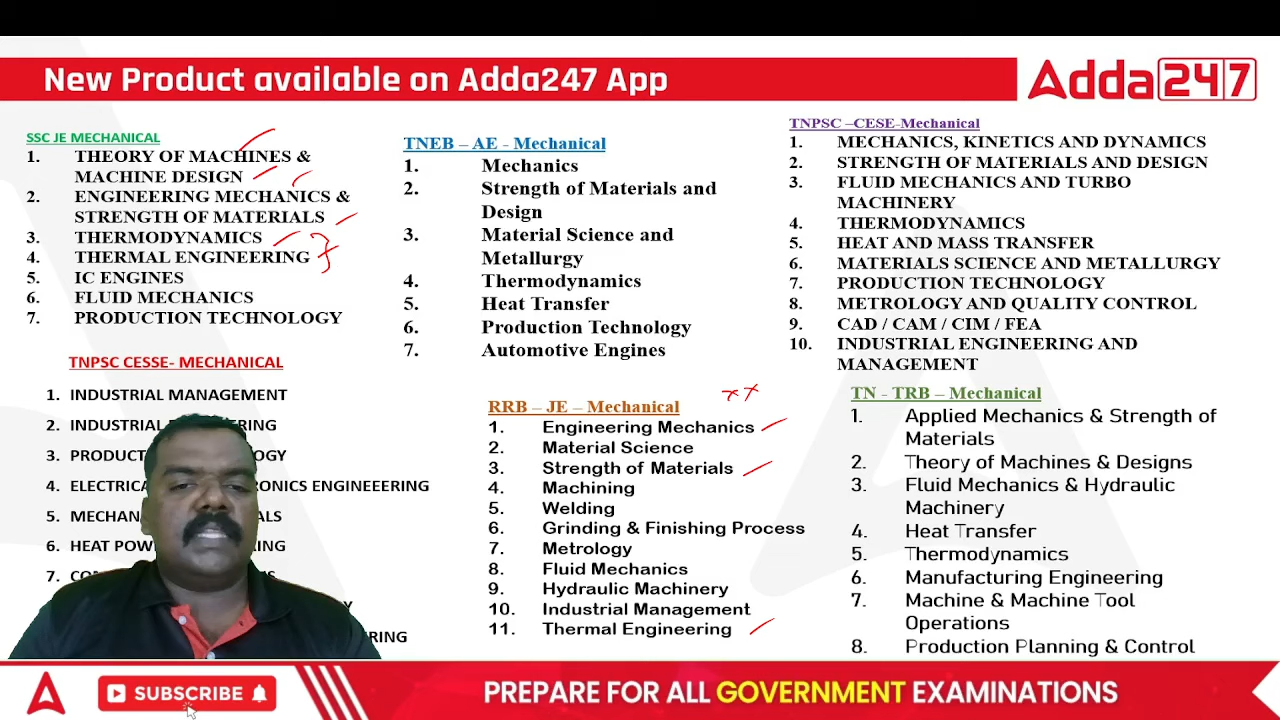 New Product available on Adda247 App
Adda247
SSC JE MECHANICAL
1. THEORY OF MACHINES &
MACHINE DESIGN
2. ENGINEERING MECHANICS &
STRENGTH OF MATERIALS
3. THERMODYNAMICS
4. THERMAL ENGINEERING
5. IC ENGINES
6. FLUID MECHANICS
7. PRODUCTION TECHNOLOGY
TNEB – AE - Mechanical
1. Mechanics
2. Strength of Materials and
Design
3. Material Science and
Metallurgy
4. Thermodynamics
5. Heat Transfer
6. Production Technology
7. Automotive Engines
TNPSC –CESE-Mechanical
1. MECHANICS, KINETICS AND DYNAMICS
2. STRENGTH OF MATERIALS AND DESIGN
3. FLUID MECHANICS AND TURBO
MACHINERY
4. THERMODYNAMICS
5. HEAT AND MASS TRANSFER
6. MATERIALS SCIENCE AND METALLURGY
7. PRODUCTION TECHNOLOGY
8. METROLOGY AND QUALITY CONTROL
9. CAD / CAM / CIM / FEA
10. INDUSTRIAL ENGINEERING AND
MANAGEMENT
TNPSC CESSE- MECHANICAL
1. INDUSTRIAL MANAGEMENT
2. INDUSTRIAL
3.
4. ENGINEEERING
5.
6. HEAT
7.
RRB – JE – Mechanical
1. Engineering Mechanics
2. Material Science
3. Strength of Materials
4. Machining
5. Welding
6. Grinding & Finishing Process
7. Metrology
8. Fluid Mechanics
9. Hydraulic Machinery
10. Industrial Management
11. Thermal Engineering
TN - TRB – Mechanical
1. Applied Mechanics & Strength of
Materials
2. Theory of Machines & Designs
3. Fluid Mechanics & Hydraulic
Machinery
4. Heat Transfer
5. Thermodynamics
6. Manufacturing Engineering
7. Machine & Machine Tool
Operations
8. Production Planning & Control
SUBSCRIBE
PREPARE FOR ALL GOVERNMENT EXAMINATIONS